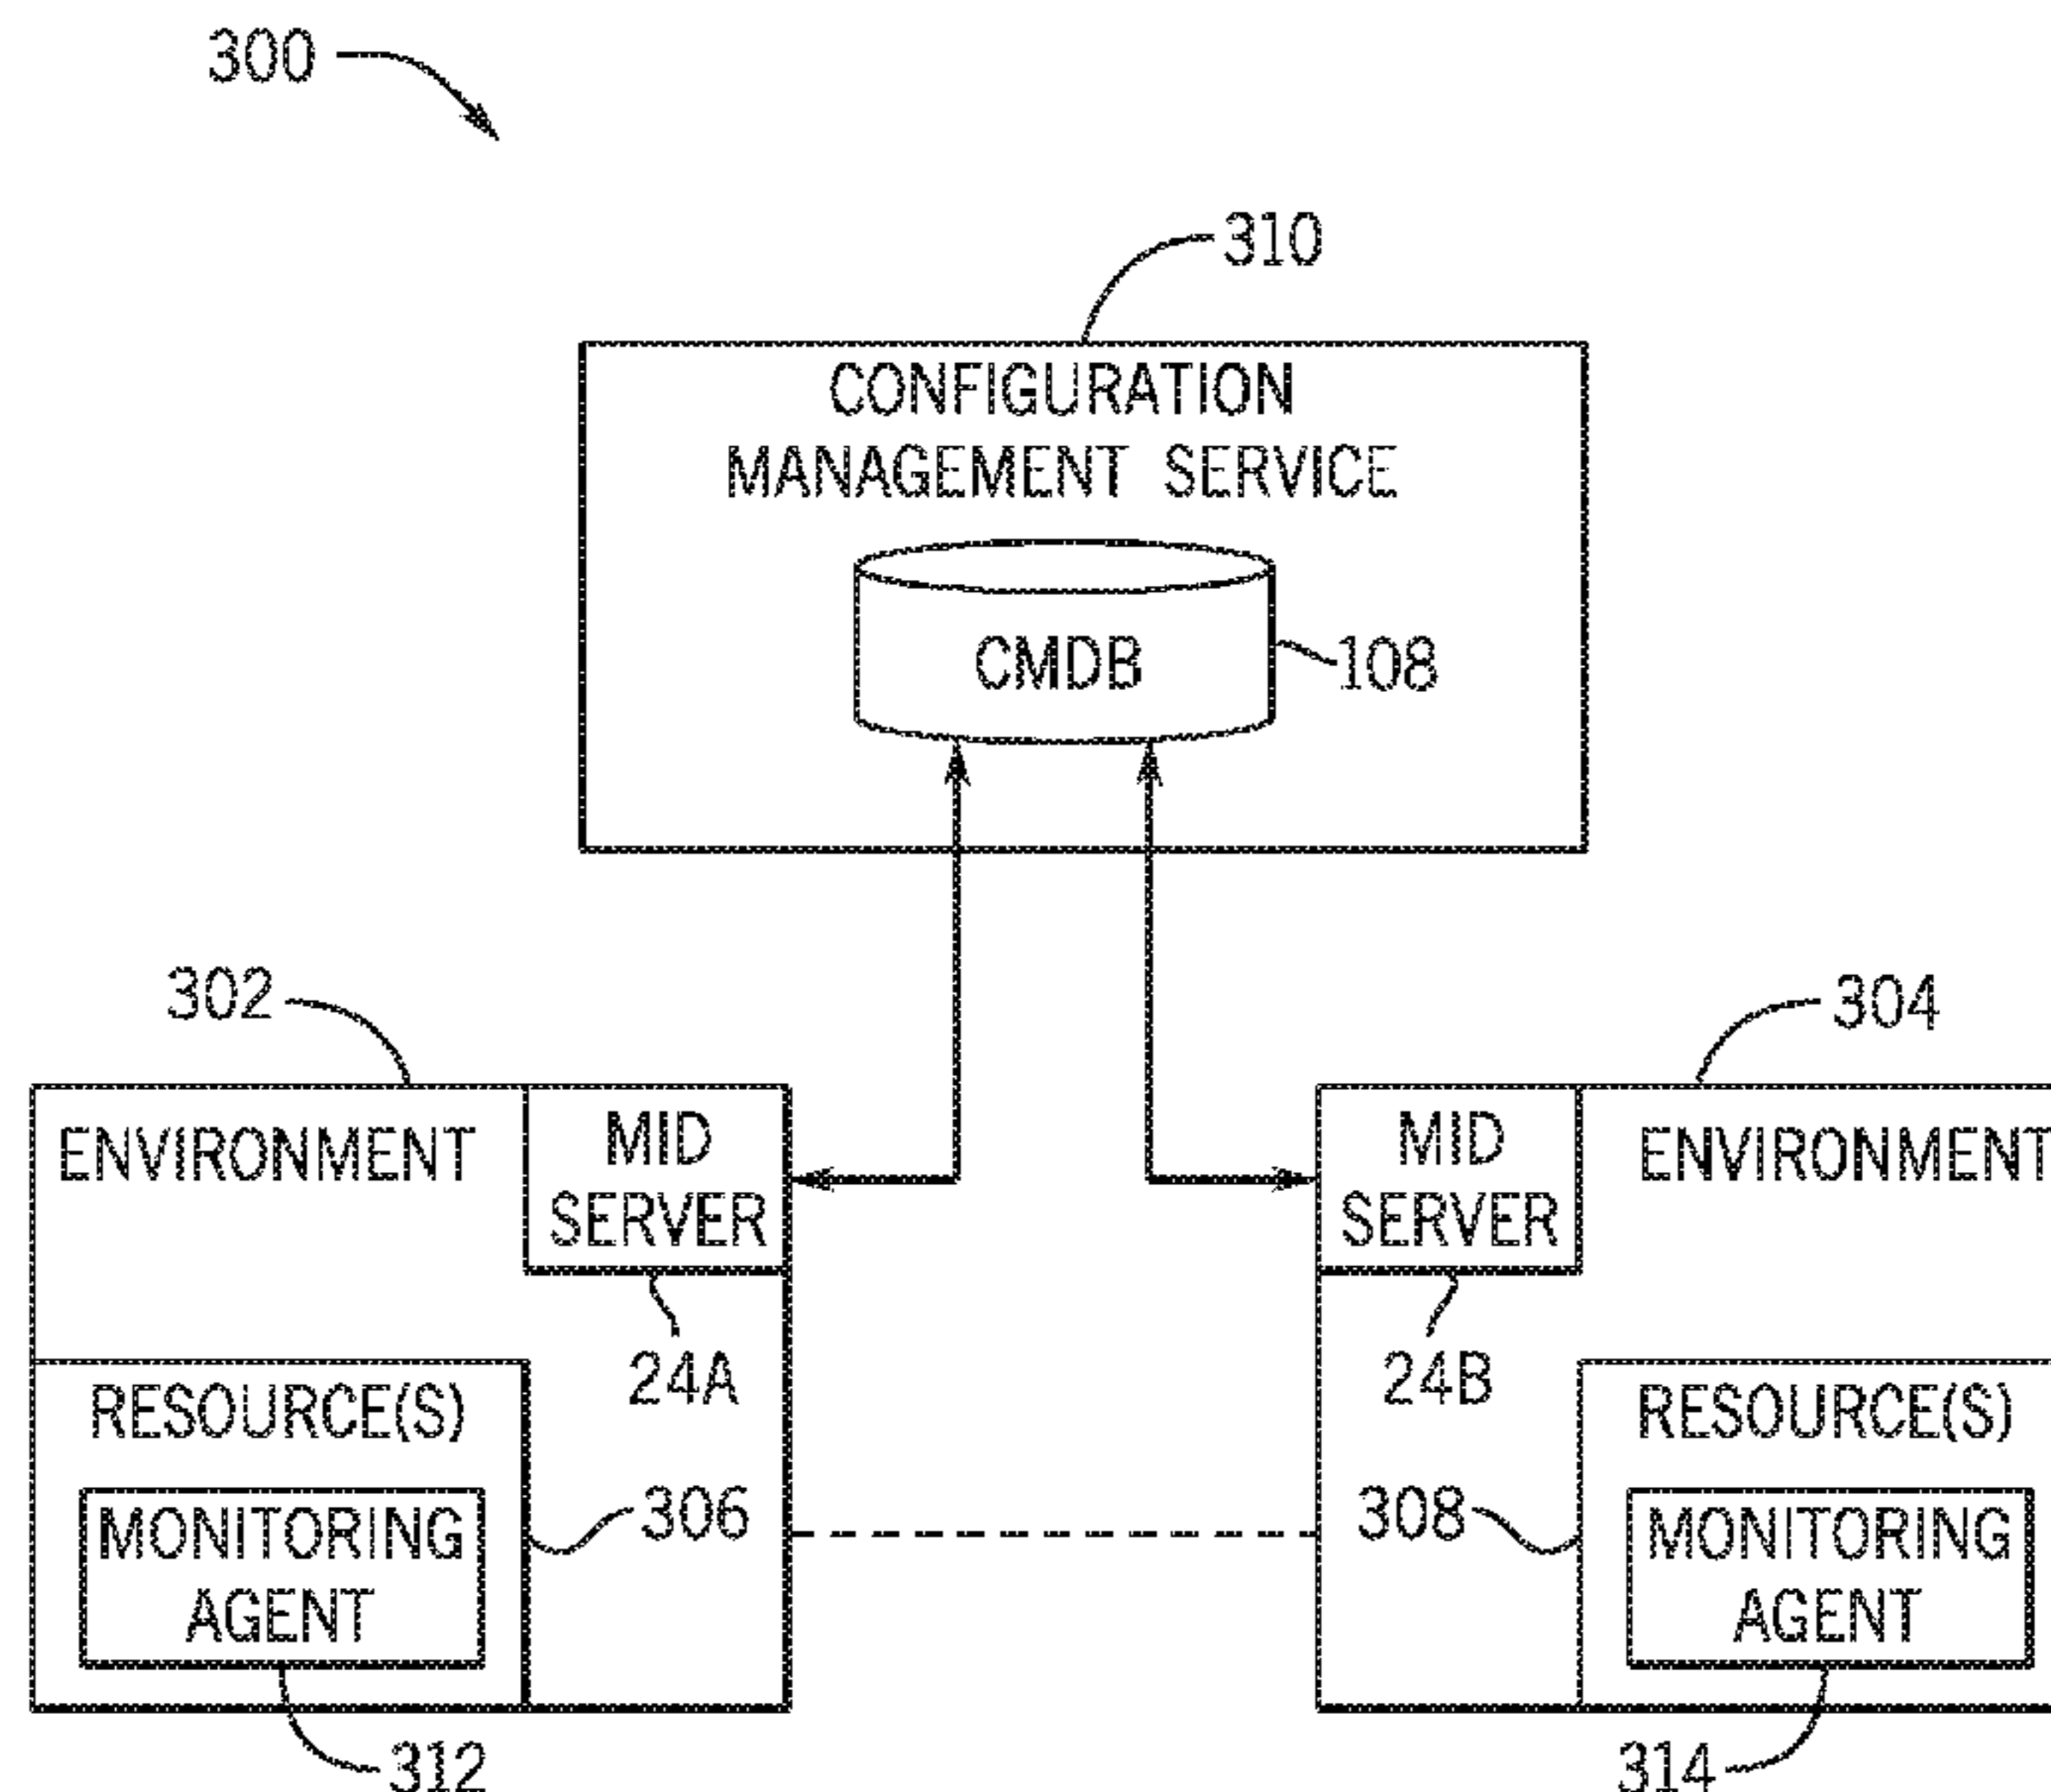 300
310
CONFIGURATION
MANAGEMENT SERVICE
CMDB
108
302
304
ENVIRONMENT
MID
SERVER
MID
SERVER
ENVIRONMENT
24A
24B
RESOURCE(S)
RESOURCE(S)
MONITORING
AGENT
306
308
MONITORING
AGENT
312
314